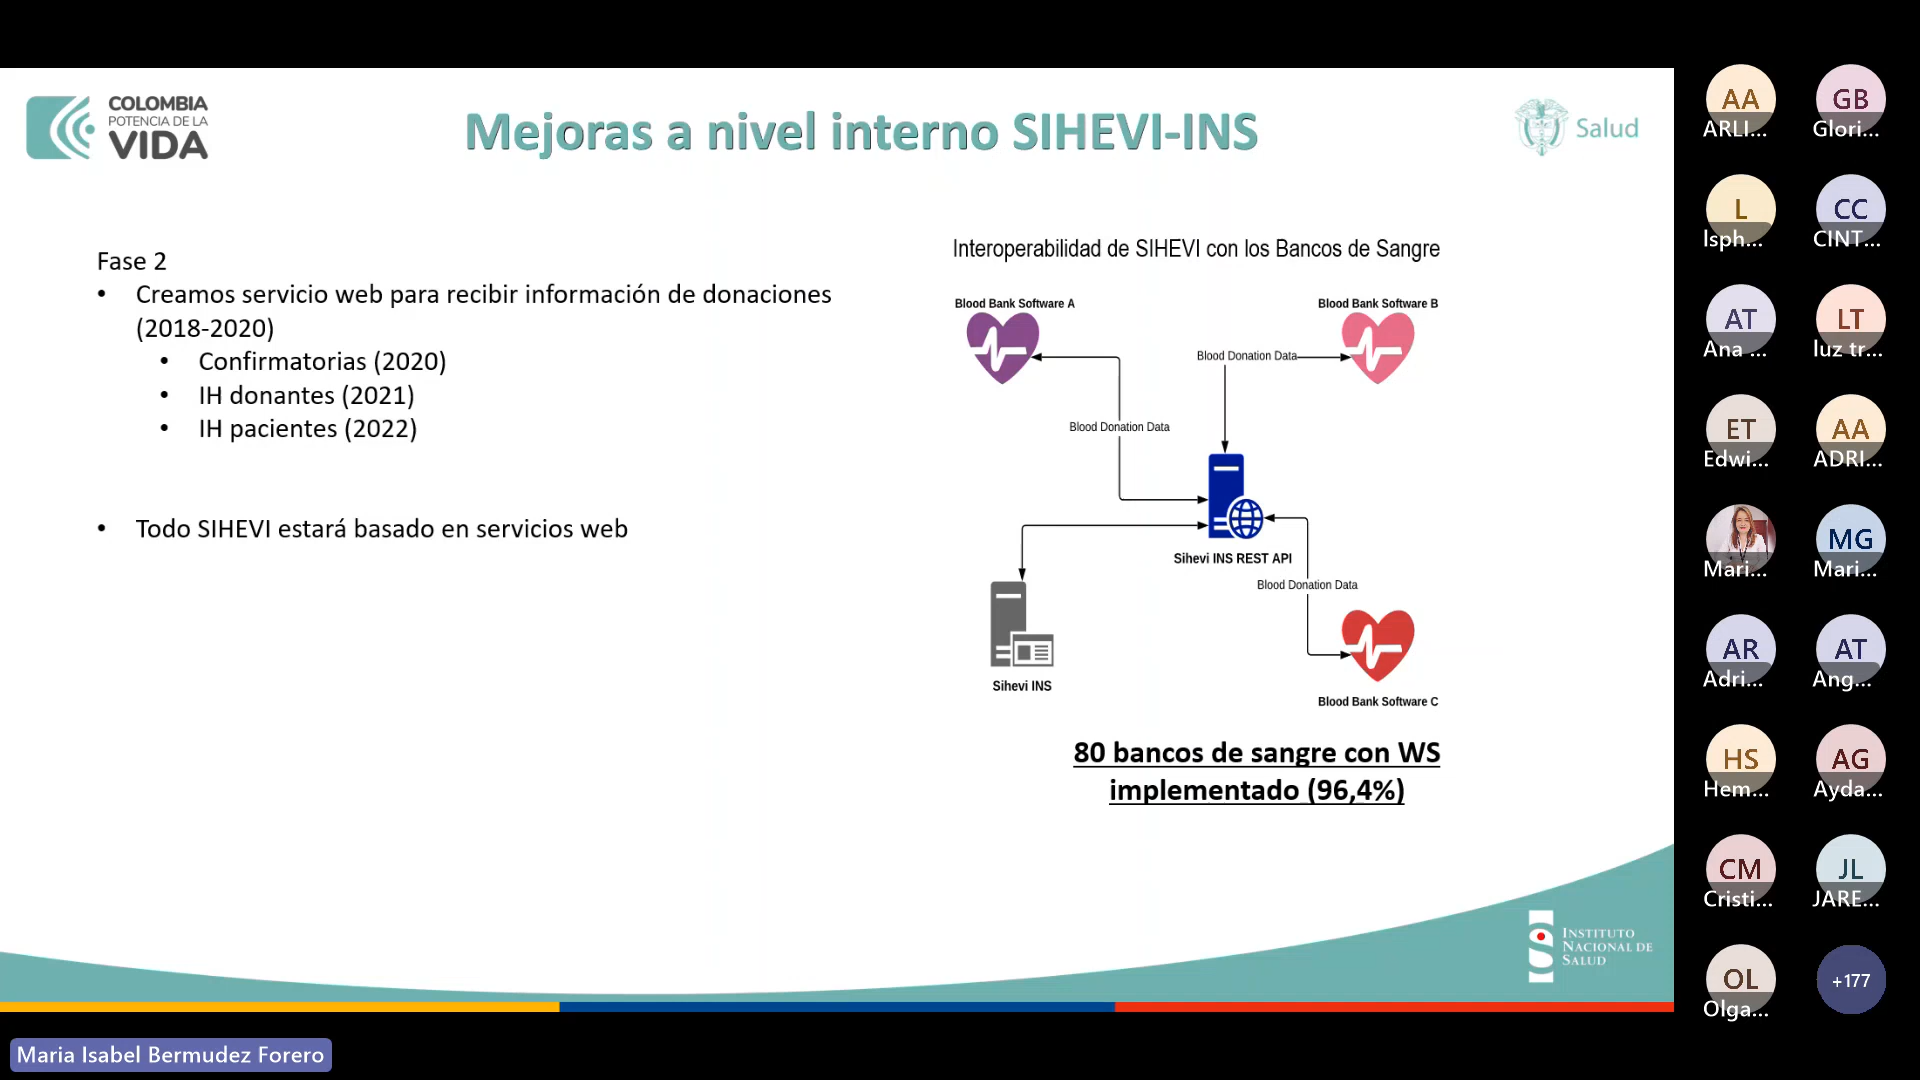 COLOMBIA
POTENCIA DE LA
VIDA
Mejoras a nivel interno SIHEVI-INS
Salud
Fase 2
• Creamos servicio web para recibir información de donaciones
(2018-2020)
• Confirmatorias (2020)
• IH donantes (2021)
• IH pacientes (2022)
• Todo SIHEVI estará basado en servicios web
Interoperabilidad de SIHEVI con los Bancos de Sangre
Blood Bank Software A
Blood Bank Software B
Blood Donation Data
Blood Donation Data
Sihevi INS REST API
Blood Donation Data
Sihevi INS
Blood Bank Software C
80 bancos de sangre con WS
implementado (96,4%)
INSTITUTO
NACIONAL DE
SALUD
Maria Isabel Bermudez Forero
AA
ARLI...
GB
Glori...
L
lsph...
CC
CINT...
AT
Ana ...
LT
luz tr...
ET
Edwi...
AA
ADRI...
Mari...
MG
Mari...
AR
Adri...
AT
Ang...
HS
Hem...
AG
Ayda...
CM
Cristi...
JL
JARE...
OL
Olga...
+177